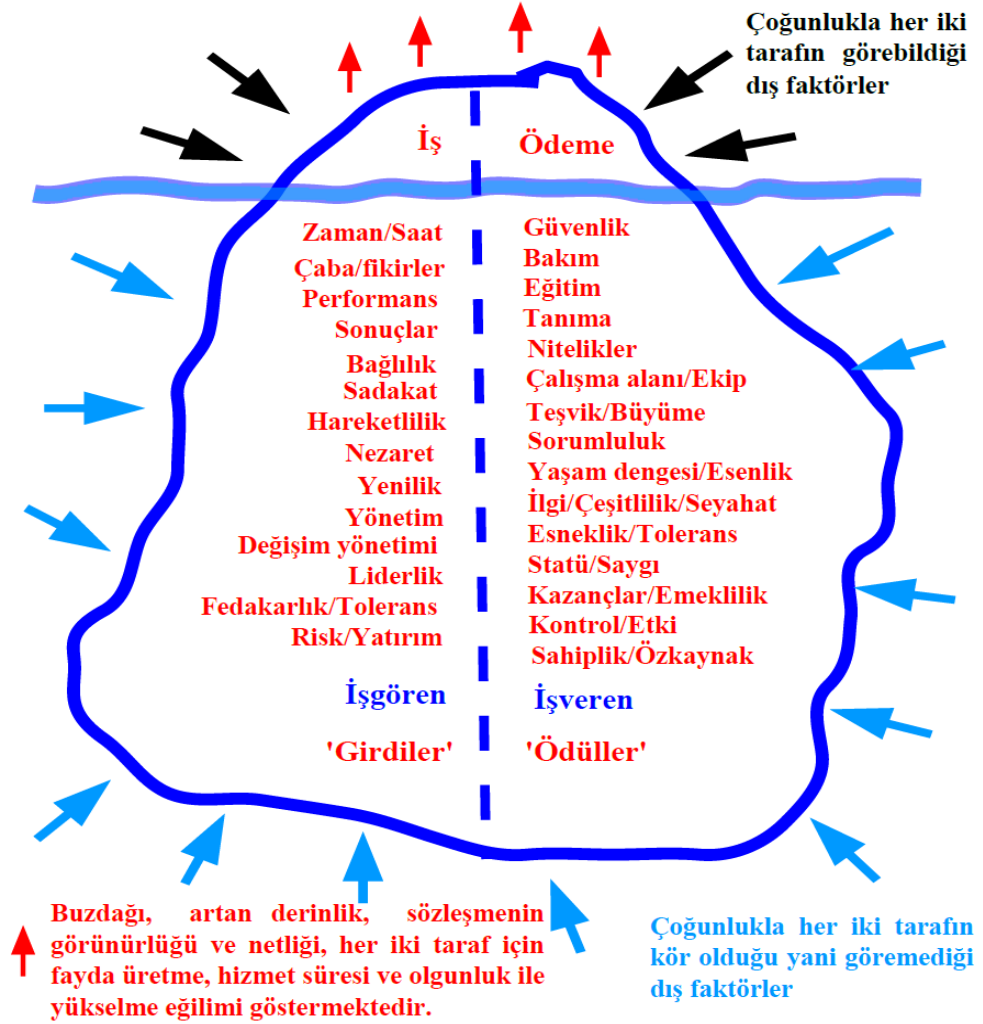 Çoğunlukla her iki
tarafın görebildiği
dış faktörler
İş
Ödeme
Zaman/Saat
Çaba/fikirler
Performans
Sonuçlar
Bağlılık
Sadakat
Hareketlilik
Nezaret
Yenilik
Yönetim
Değişim yönetimi
Liderlik
Fedakarlık/Tolerans
Risk/Yatırım
İşgören
'Girdiler'
Güvenlik
Bakım
Eğitim
Tanıma
Nitelikler
Çalışma alanı/Ekip
Teşvik/Büyüme
Sorumluluk
Yaşam dengesi/Esenlik
İlgi/Çeşitlilik/Seyahat
Esneklik/Tolerans
Statü/Saygı
Kazançlar/Emeklilik
Kontrol/Etki
Sahiplik/Özkaynak
İşveren
'Ödüller'
Buzdağı, artan derinlik, sözleşmenin
görünürlüğü ve netliği, her iki taraf için
fayda üretme, hizmet süresi ve olgunluk ile
yükselme eğilimi göstermektedir.
Çoğunlukla her iki tarafın
kör olduğu yani göremediği
dış faktörler